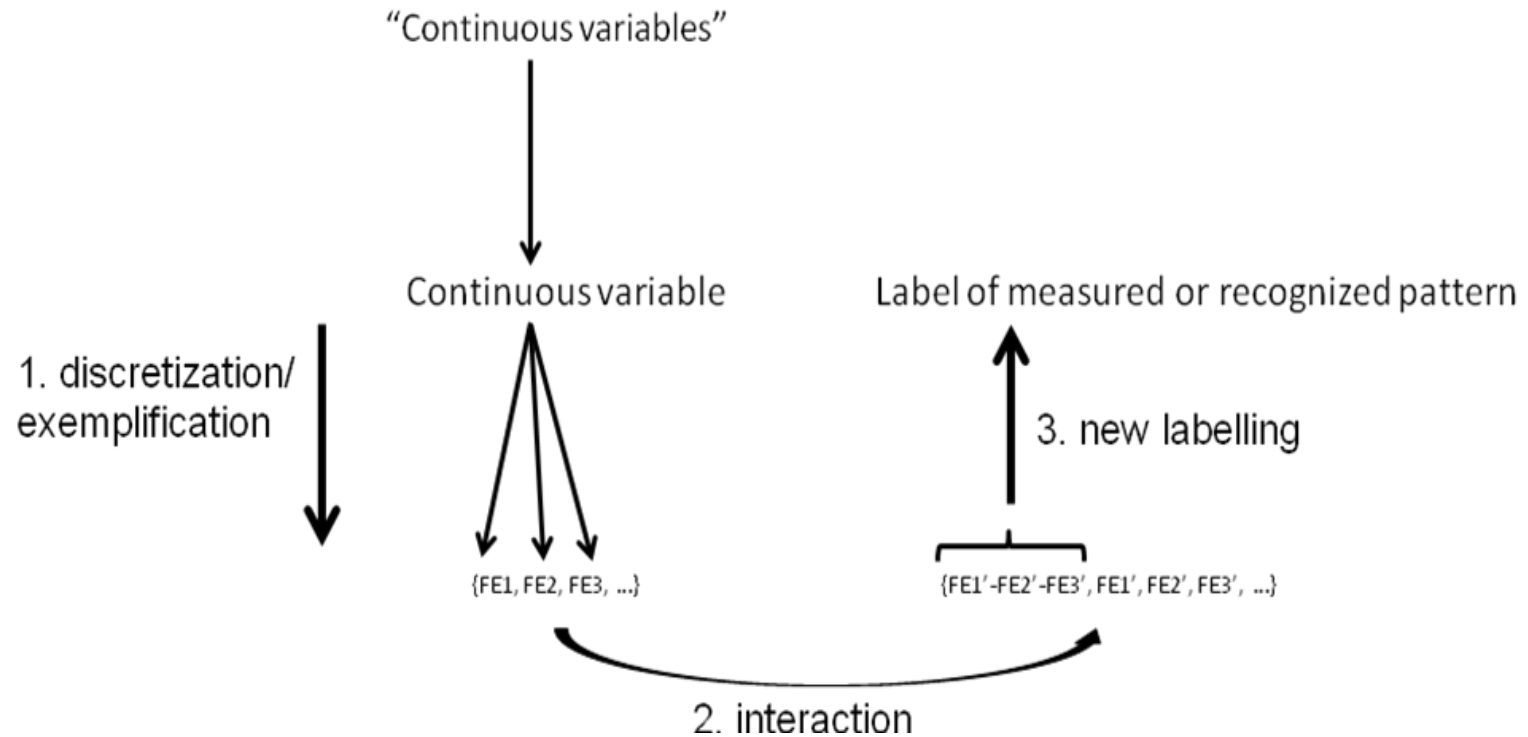 “Continuous variables”
Continuous variable
Label of measured or recognized pattern
1. discretization/
exemplification
3. new labelling
{FE1, FE2, FE3, ...}
{FE1’-FE2’-FE3’, FE1’, FE2’, FE3’, ...}
2. interaction